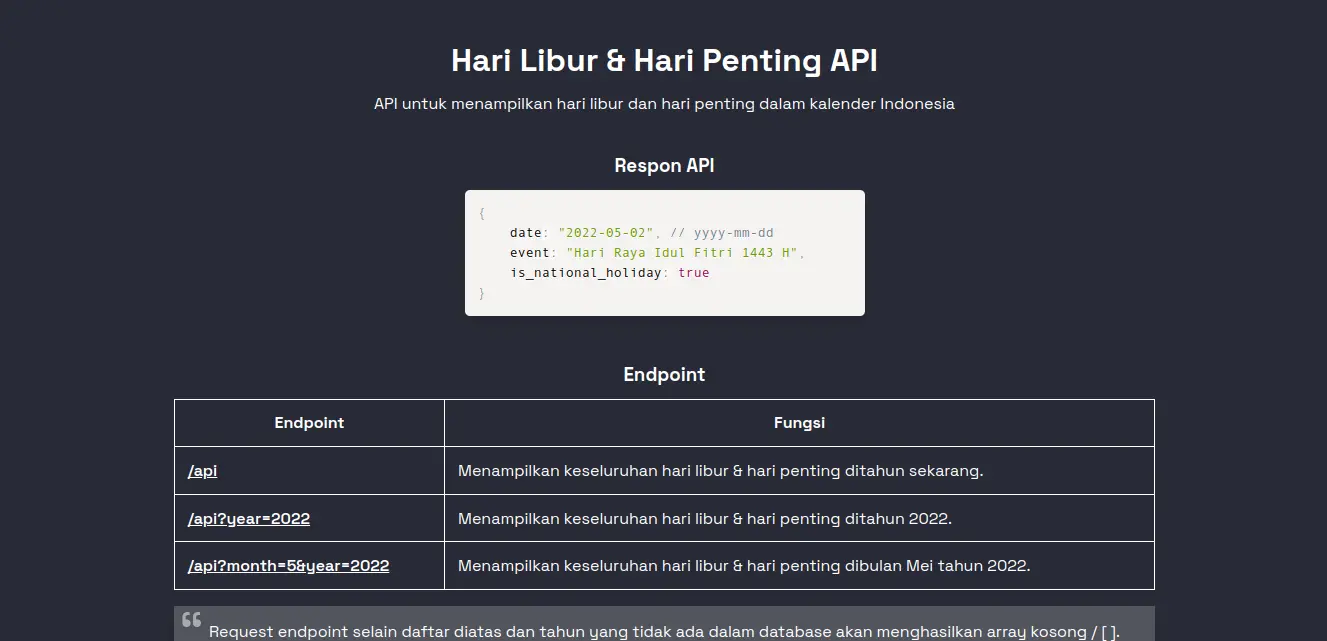 Hari Libur & Hari Penting API
API untuk menampilkan hari libur dan hari penting dalam kalender Indonesia
Respon API
{
date: "2022-05-02", // yyyy-mm-dd
event: "Hari Raya Idul Fitri 1443 H",
is_national_holiday: true
}
Endpoint
Endpoint Fungsi
/api Menampilkan keseluruhan hari libur & hari penting ditahun sekarang.
/api?year=2022 Menampilkan keseluruhan hari libur & hari penting ditahun 2022.
/api?month=5&year=2022 Menampilkan keseluruhan hari libur & hari penting dibulan Mei tahun 2022.
Request endpoint selain daftar diatas dan tahun yang tidak ada dalam database akan menghasilkan array kosong / [ ].